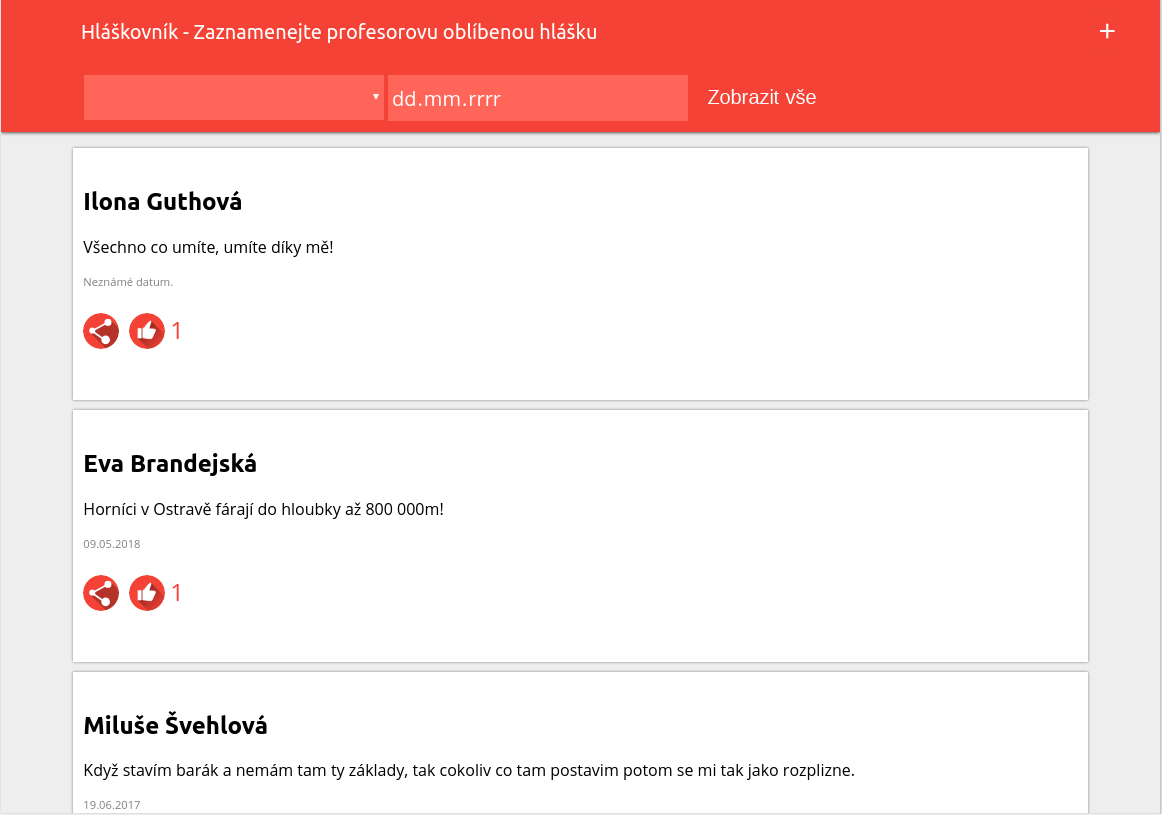 Hláškovník - Zaznamenejte profesorovu oblíbenou hlášku +
dd.mm.rrrr Zobrazit vše
Ilona Guthová
Všechno co umíte, umíte díky mě!
Neznámé datum.
1
Eva Brandejská
Horníci v Ostravě fárají do hloubky až 800 000m!
09.05.2018
1
Miluše Švehlová
Když stavím barák a nemám tam ty základy, tak cokoliv co tam postavim potom se mi tak jako rozplizne.
19.06.2017